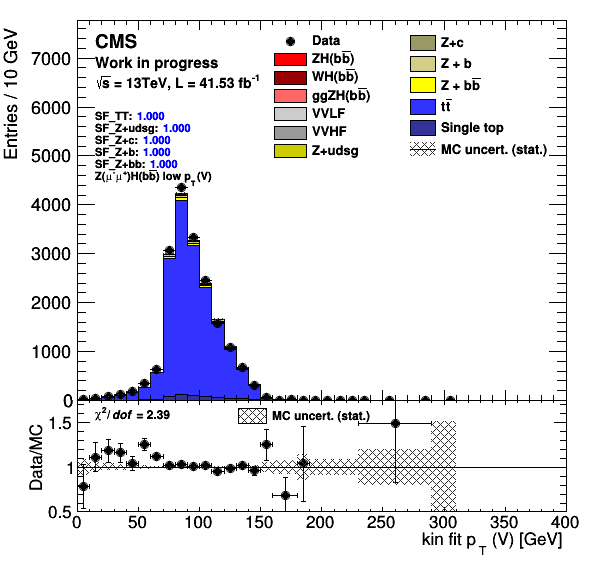 CMS
Work in progress
√s = 13TeV, L = 41.53 fb⁻¹
SF_TT: 1.000
SF_Z+udsg: 1.000
SF_Z+c: 1.000
SF_Z+b: 1.000
SF_Z+bb: 1.000
Z(μ⁻μ⁺)H(bb̅) low p_T(V)
Data
ZH(bb̅)
WH(bb̅)
ggZH(bb̅)
VVLF
VVHF
Z+udsg
Z+c
Z + b
Z + bb̅
tt̅
Single top
MC uncert. (stat.)
Entries / 10 GeV
7000
6000
5000
4000
3000
2000
1000
0
χ²/dof = 2.39
MC uncert. (stat.)
Data/MC
1.5
1
0.5
0 50 100 150 200 250 300 350 400
kin fit p_T (V) [GeV]